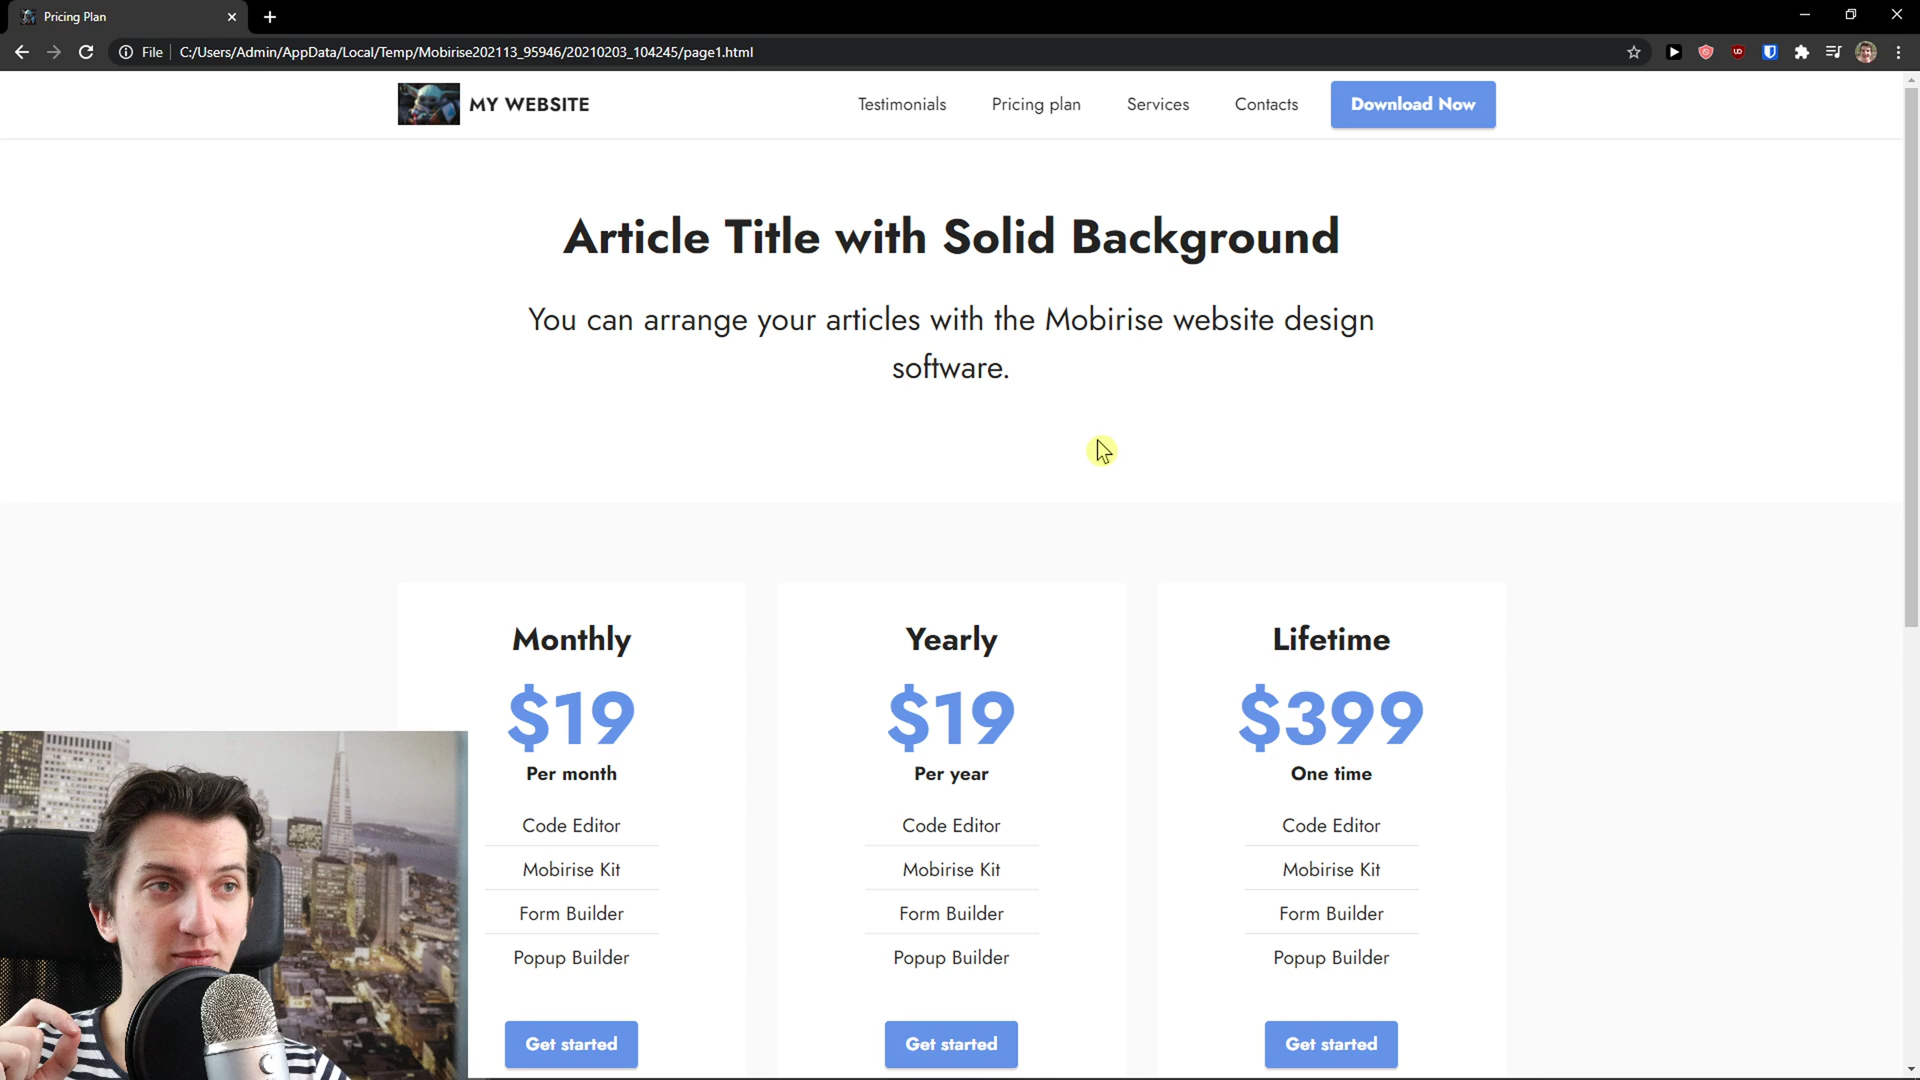 Pricing Plan
File C:/Users/Admin/AppData/Local/Temp/Mobirise202113_95946/20210203_104245/page1.html
MY WEBSITE
Testimonials Pricing plan Services Contacts Download Now
Article Title with Solid Background
You can arrange your articles with the Mobirise website design
software.
Monthly
$19
Per month
Code Editor
Mobirise Kit
Form Builder
Popup Builder
Get started
Yearly
$19
Per year
Code Editor
Mobirise Kit
Form Builder
Popup Builder
Get started
Lifetime
$399
One time
Code Editor
Mobirise Kit
Form Builder
Popup Builder
Get started